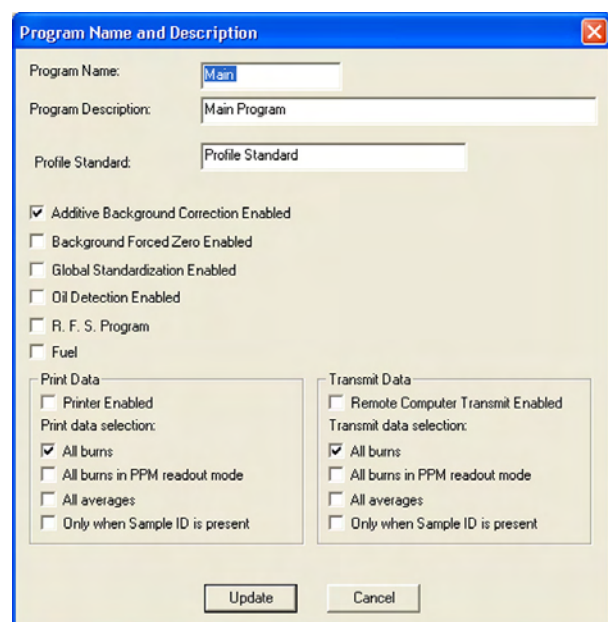 Program Name and Description
Program Name: Main
Program Description: Main Program
Profile Standard: Profile Standard
Additive Background Correction Enabled
Background Forced Zero Enabled
Global Standardization Enabled
Oil Detection Enabled
R. F. S. Program
Fuel
Print Data
Printer Enabled
Print data selection:
All burns
All burns in PPM readout mode
All averages
Only when Sample ID is present
Transmit Data
Remote Computer Transmit Enabled
Transmit data selection:
All burns
All burns in PPM readout mode
All averages
Only when Sample ID is present
Update Cancel